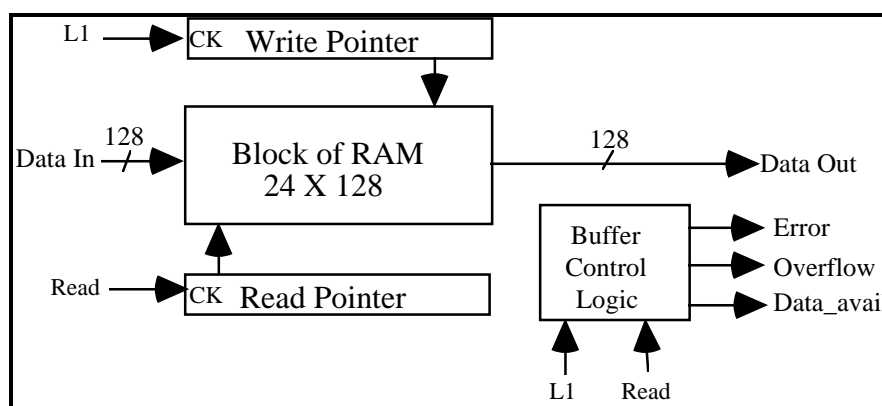 L1
CK Write Pointer
128
Data In
Block of RAM
24 X 128
128
Data Out
Read
CK Read Pointer
Buffer
Control
Logic
Error
Overflow
Data_avai
L1 Read